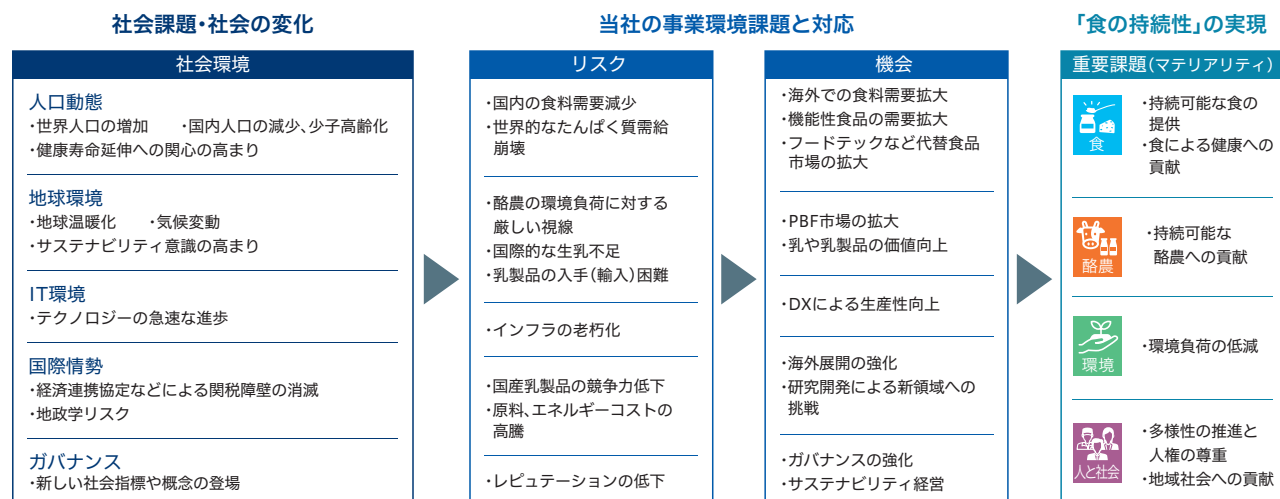 社会課題・社会の変化
社会環境
人口動態
・世界人口の増加　・国内人口の減少、少子高齢化
・健康寿命延伸への関心の高まり
地球環境
・地球温暖化　・気候変動
・サステナビリティ意識の高まり
IT環境
・テクノロジーの急速な進歩
国際情勢
・経済連携協定などによる関税障壁の消滅
・地政学リスク
ガバナンス
・新しい社会指標や概念の登場
当社の事業環境課題と対応
リスク
・国内の食料需要減少
・世界的なたんぱく質需給
崩壊
・酪農の環境負荷に対する
厳しい視線
・国際的な生乳不足
・乳製品の入手(輸入)困難
・インフラの老朽化
・国産乳製品の競争力低下
・原料、エネルギーコストの
高騰
・レピュテーションの低下
機会
・海外での食料需要拡大
・機能性食品の需要拡大
・フードテックなど代替食品
市場の拡大
・PBF市場の拡大
・乳や乳製品の価値向上
・DXによる生産性向上
・海外展開の強化
・研究開発による新領域への
挑戦
・ガバナンスの強化
・サステナビリティ経営
「食の持続性」の実現
重要課題(マテリアリティ)
食
・持続可能な食の
提供
・食による健康への
貢献
酪農
・持続可能な
酪農への貢献
環境
・環境負荷の低減
人と社会
・多様性の推進と
人権の尊重
・地域社会への貢献